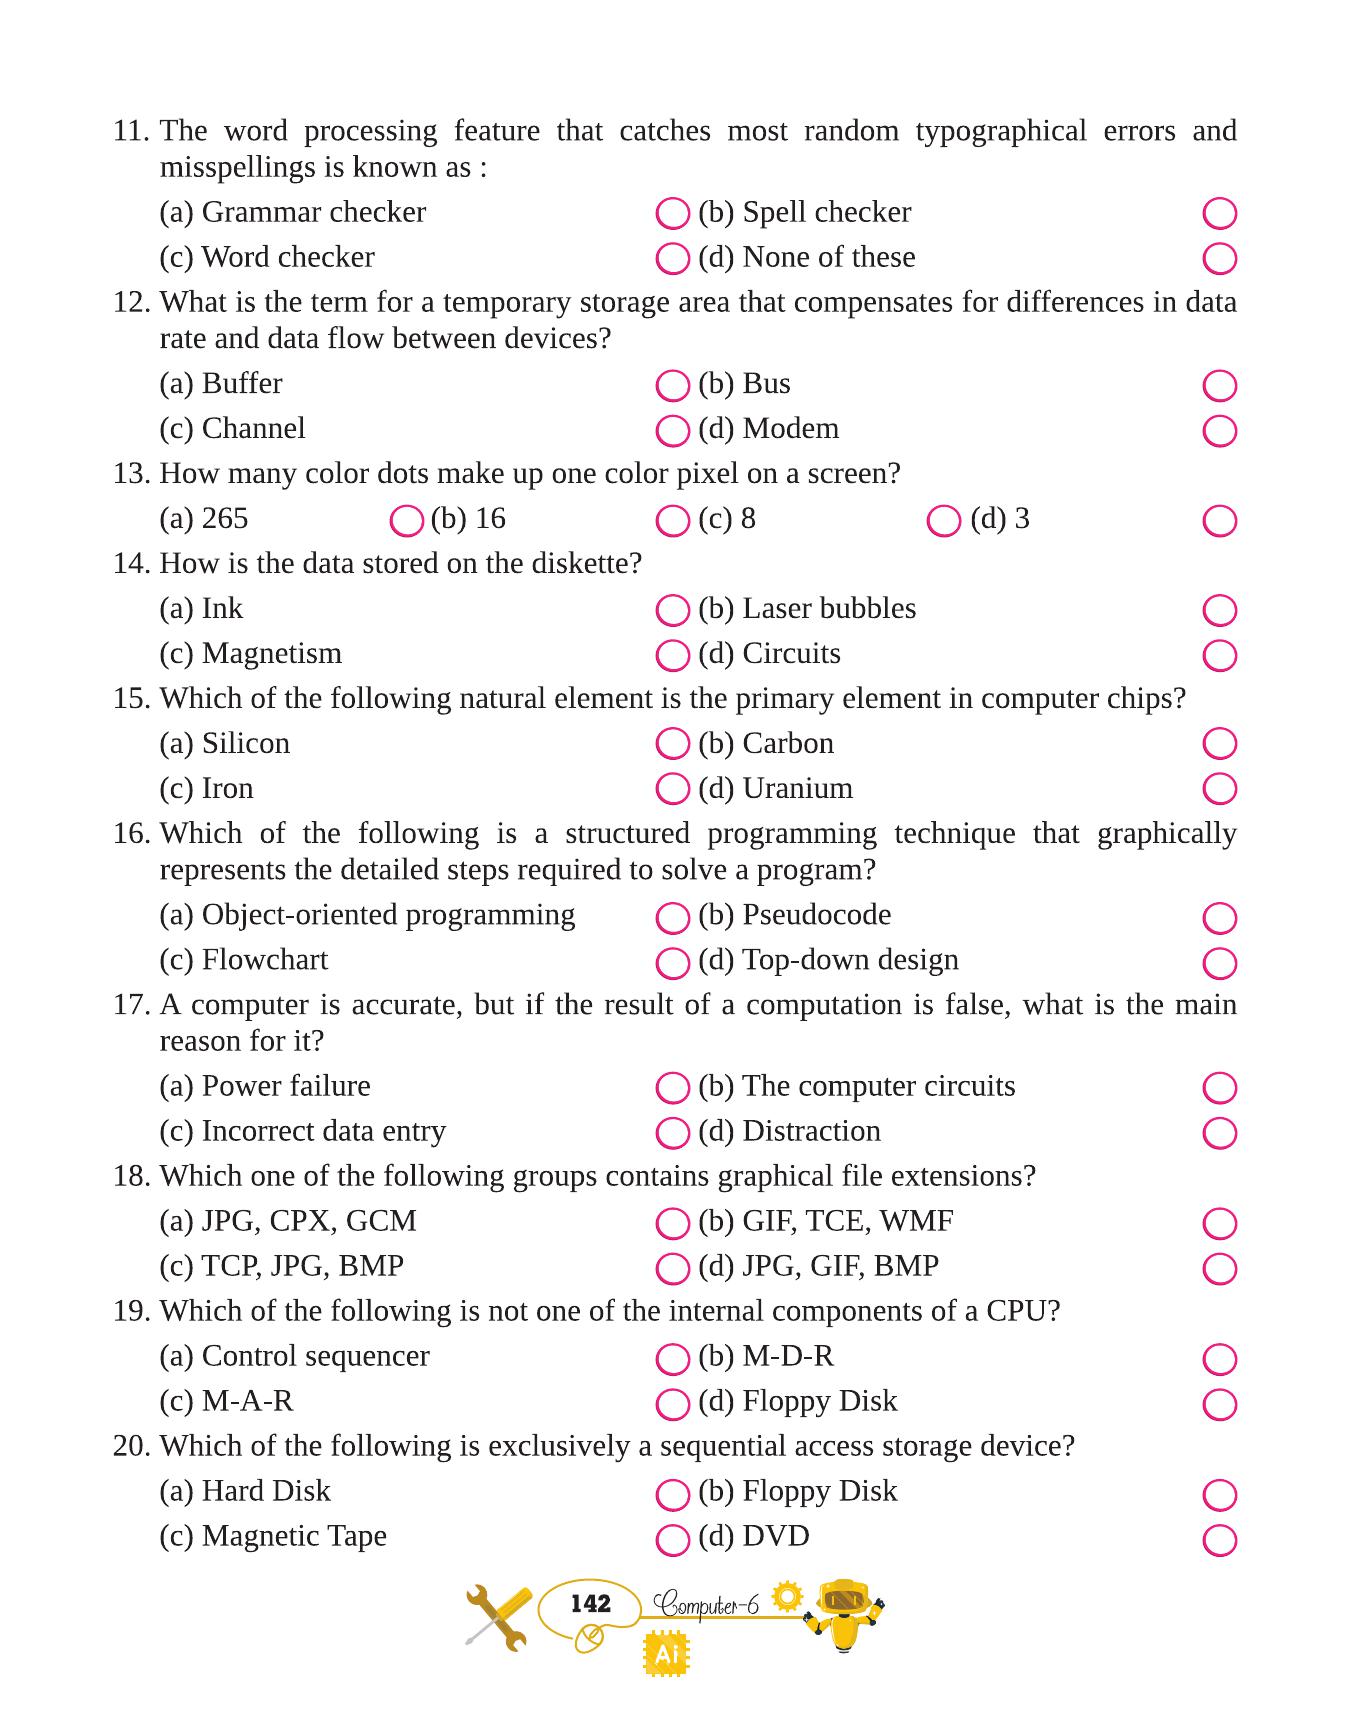 11. The word processing feature that catches most random typographical errors and
misspellings is known as :
(a) Grammar checker (b) Spell checker
(c) Word checker (d) None of these
12. What is the term for a temporary storage area that compensates for differences in data
rate and data flow between devices?
(a) Buffer (b) Bus
(c) Channel (d) Modem
13. How many color dots make up one color pixel on a screen?
(a) 265 (b) 16 (c) 8 (d) 3
14. How is the data stored on the diskette?
(a) Ink (b) Laser bubbles
(c) Magnetism (d) Circuits
15. Which of the following natural element is the primary element in computer chips?
(a) Silicon (b) Carbon
(c) Iron (d) Uranium
16. Which of the following is a structured programming technique that graphically
represents the detailed steps required to solve a program?
(a) Object-oriented programming (b) Pseudocode
(c) Flowchart (d) Top-down design
17. A computer is accurate, but if the result of a computation is false, what is the main
reason for it?
(a) Power failure (b) The computer circuits
(c) Incorrect data entry (d) Distraction
18. Which one of the following groups contains graphical file extensions?
(a) JPG, CPX, GCM (b) GIF, TCE, WMF
(c) TCP, JPG, BMP (d) JPG, GIF, BMP
19. Which of the following is not one of the internal components of a CPU?
(a) Control sequencer (b) M-D-R
(c) M-A-R (d) Floppy Disk
20. Which of the following is exclusively a sequential access storage device?
(a) Hard Disk (b) Floppy Disk
(c) Magnetic Tape (d) DVD
142 Computer-6
Ai